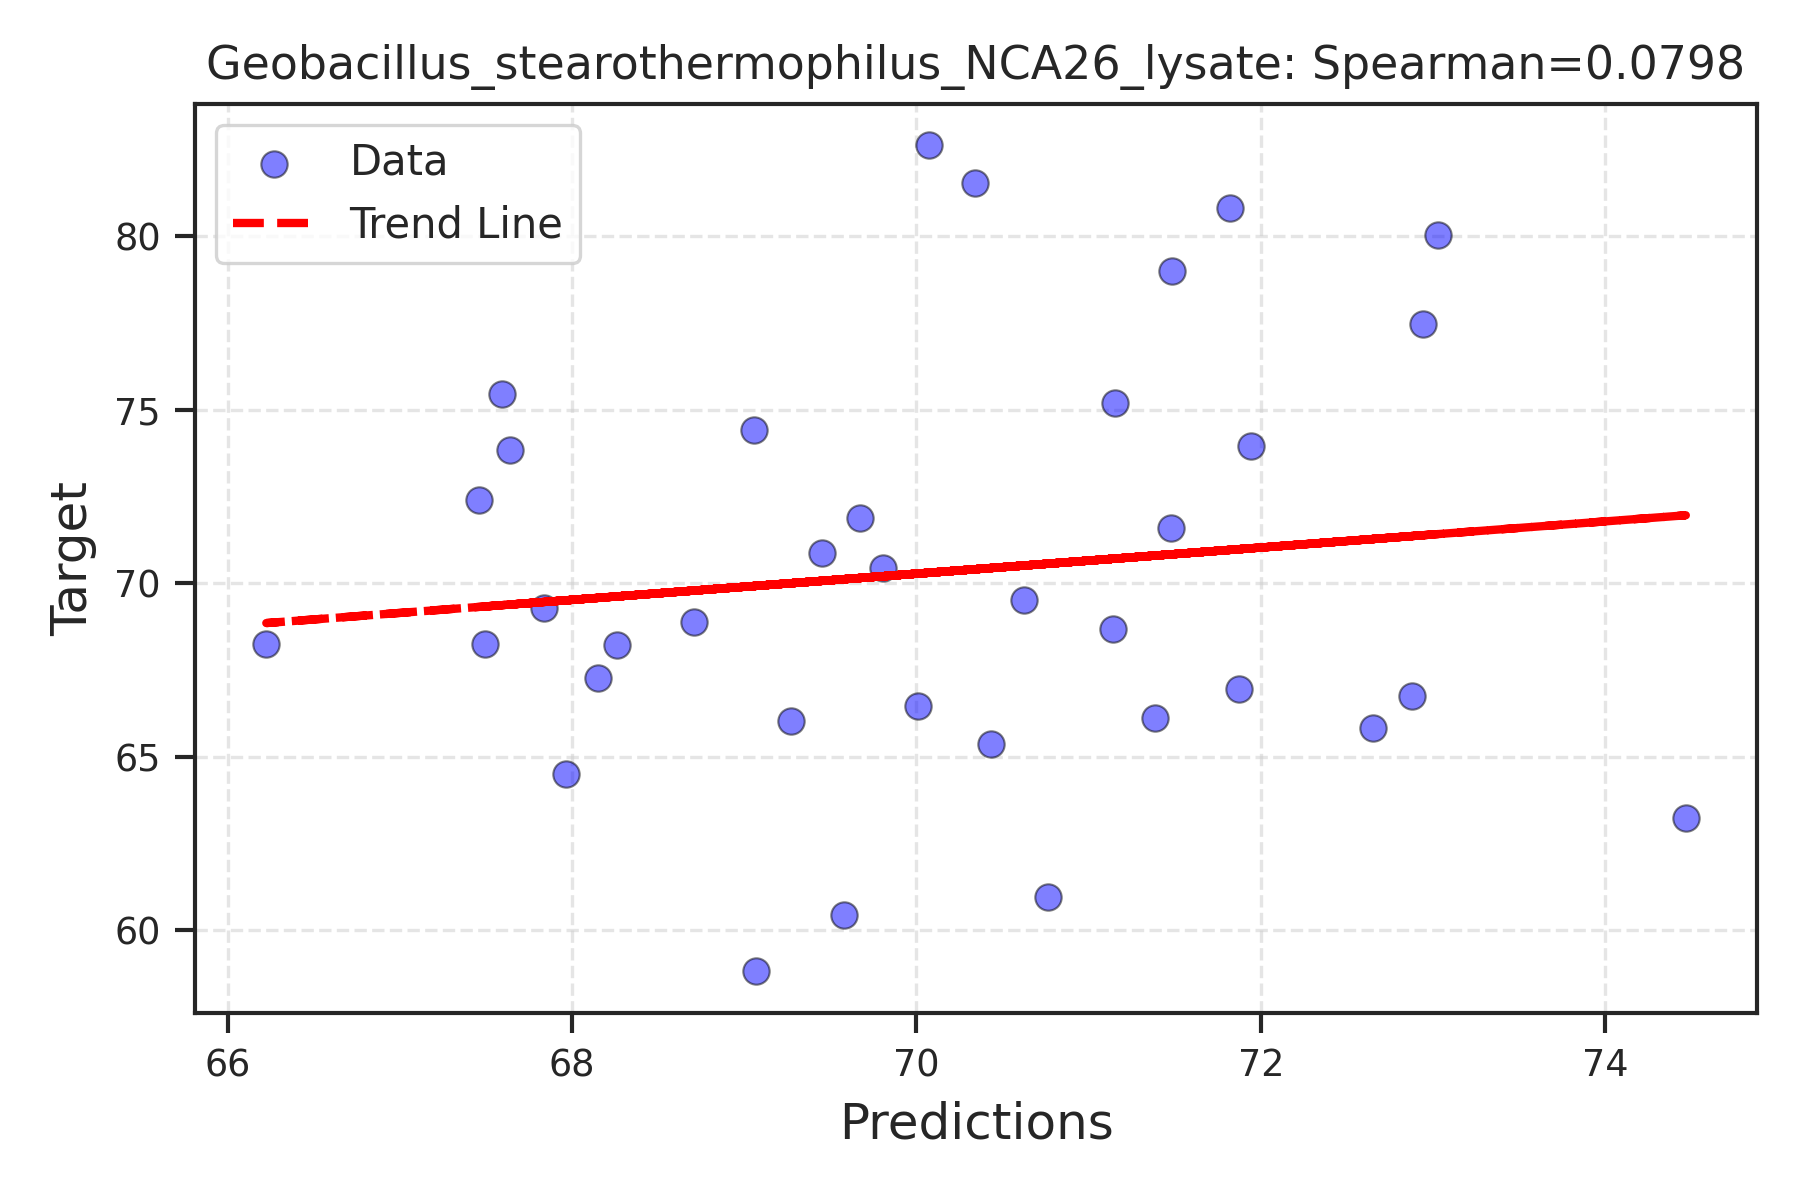 Geobacillus_stearothermophilus_NCA26_lysate: Spearman=0.0798
Data
Trend Line
80
75
70
65
60
Target
66
68
70
72
74
Predictions